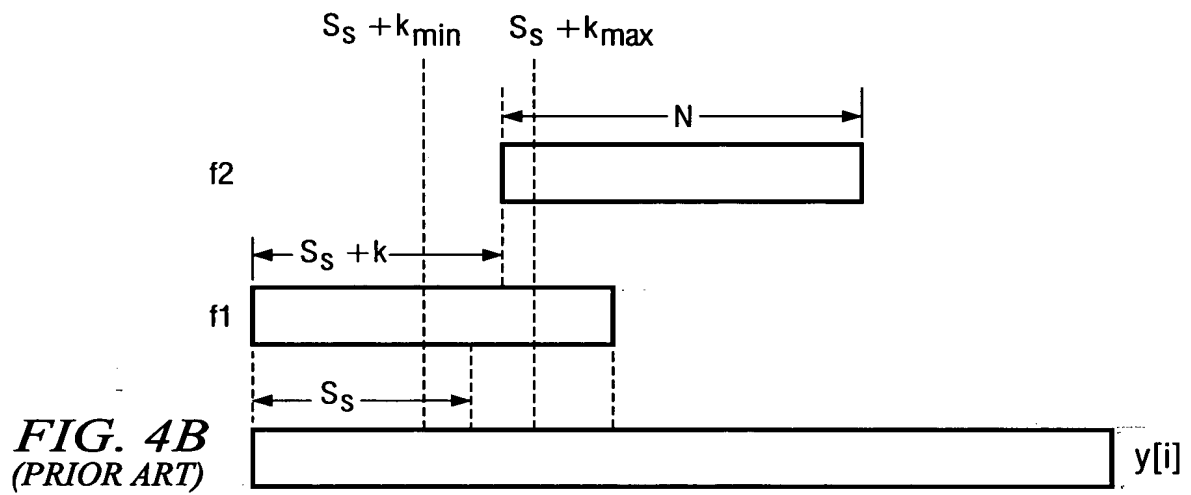 S_s + k_min S_s + k_max
N
f2
S_s + k
f1
S_s
FIG. 4B
(PRIOR ART)
y[i]